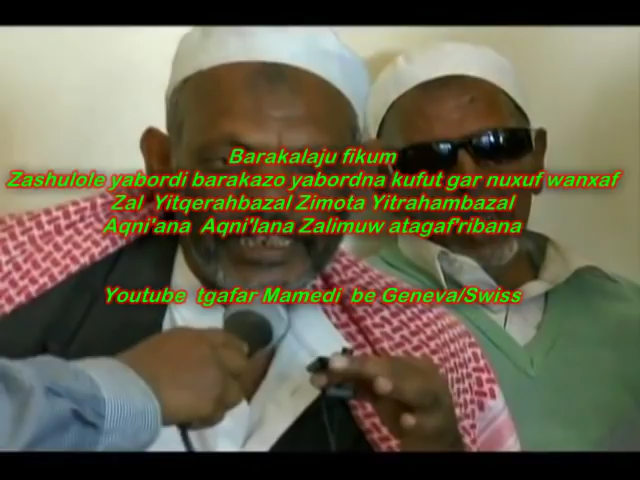 Barakalaju fikum
Zashulole yabordi barakazo yabordna kufut gar nuxuf wanxaf
Zal Yitqerahbazal Zimota Yitrahambazal
Aqni'ana Aqni'lana Zalimuw atagaf'ribana
Youtube tgafar Mamedi be Geneva/Swiss